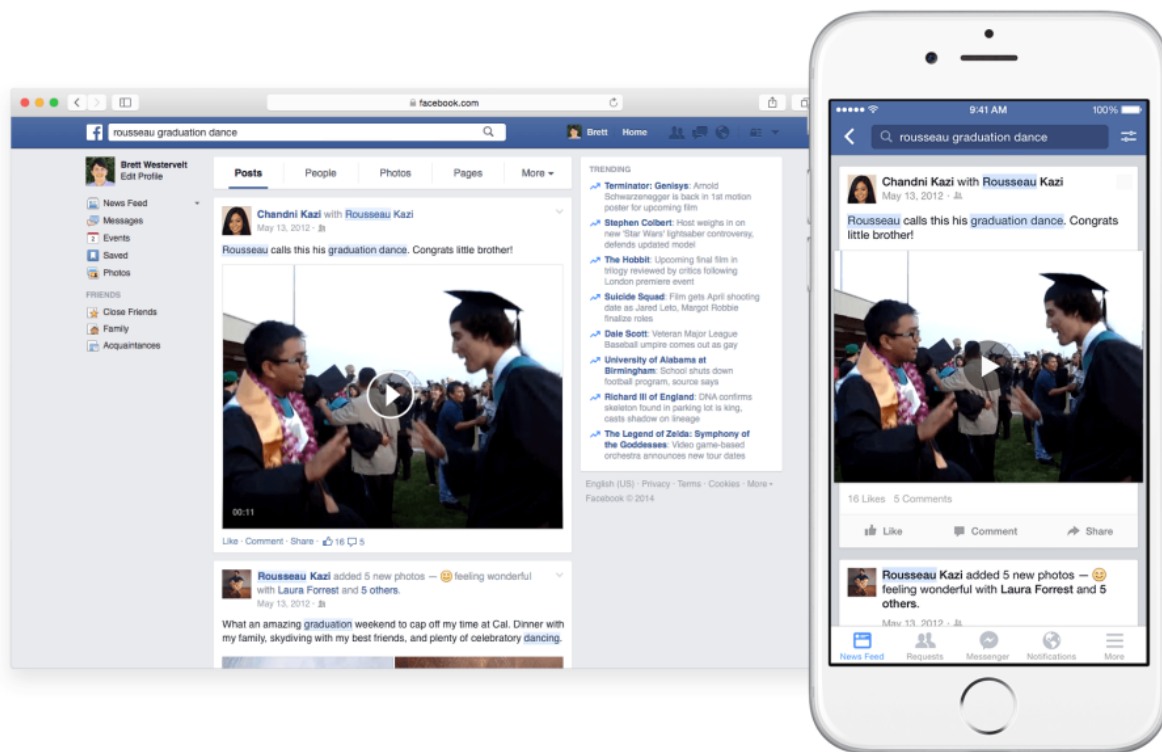 facebook.com
rousseau graduation dance
Brett
Home
Brett Westervelt
Edit Profile
News Feed
Messages
2
Events
Saved
Photos
FRIENDS
Close Friends
Family
Acquaintances
Posts
People
Photos
Pages
More
Chandni Kazi with Rousseau Kazi
May 13, 2012 ·
Rousseau calls this his graduation dance. Congrats little brother!
00:11
Like · Comment · Share · 16 5
Rousseau Kazi added 5 new photos — feeling wonderful
with Laura Forrest and 5 others.
May 13, 2012 ·
What an amazing graduation weekend to cap off my time at Cal. Dinner with
my family, skydiving with my best friends, and plenty of celebratory dancing.
TRENDING
Terminator: Genisys: Arnold
Schwarzenegger is back in 1st motion
poster for upcoming film
Stephen Colbert: Host weighs in on
new 'Star Wars' lightsaber controversy,
defends updated model
The Hobbit: Upcoming final film in
trilogy reviewed by critics following
London premiere event
Suicide Squad: Film gets April shooting
date as Jared Leto, Margot Robbie
finalize roles
Dale Scott: Veteran Major League
Baseball umpire comes out as gay
University of Alabama at
Birmingham: School shuts down
football program, source says
Richard III of England: DNA confirms
skeleton found in parking lot is king,
casts shadow on lineage
The Legend of Zelda: Symphony of
the Goddesses: Video game-based
orchestra announces new tour dates
English (US) · Privacy · Terms · Cookies · More
Facebook © 2014
9:41 AM
100%
rousseau graduation dance
Chandni Kazi with Rousseau Kazi
May 13, 2012 ·
Rousseau calls this his graduation dance. Congrats
little brother!
16 Likes 5 Comments
Like
Comment
Share
Rousseau Kazi added 5 new photos —
feeling wonderful with Laura Forrest and 5
others.
May 13, 2012 ·
News Feed
Requests
Messenger
Notifications
More